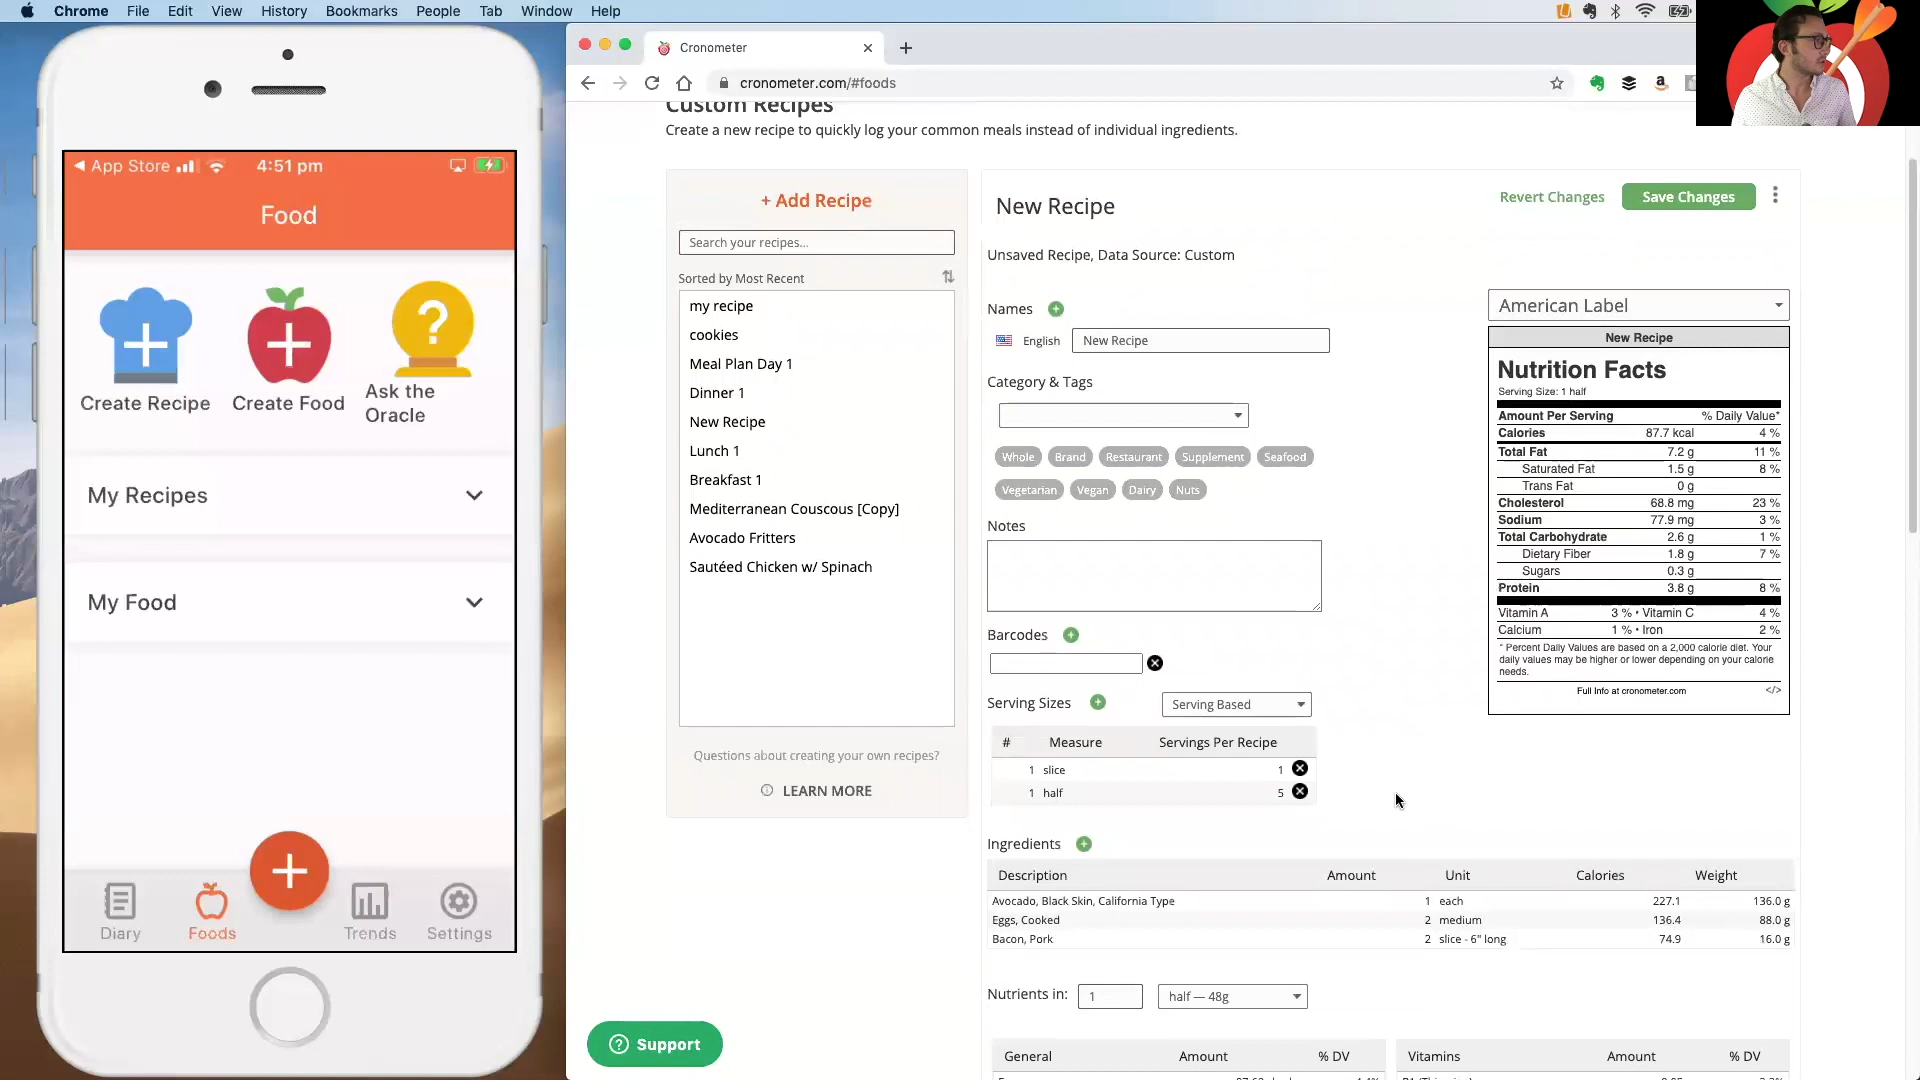 Chrome File Edit View History Bookmarks People Tab Window Help
Cronometer
cronometer.com/#foods
App Store 4:51 pm
Food
Create Recipe Create Food Ask the Oracle
My Recipes
My Food
Diary Foods Trends Settings
Custom Recipes
Create a new recipe to quickly log your common meals instead of individual ingredients.
+ Add Recipe
Search your recipes...
Sorted by Most Recent
my recipe
cookies
Meal Plan Day 1
Dinner 1
New Recipe
Lunch 1
Breakfast 1
Mediterranean Couscous [Copy]
Avocado Fritters
Sautéed Chicken w/ Spinach
Questions about creating your own recipes?
LEARN MORE
Support
New Recipe
Revert Changes Save Changes
Unsaved Recipe, Data Source: Custom
Names
English New Recipe
Category & Tags
Whole Brand Restaurant Supplement Seafood
Vegetarian Vegan Dairy Nuts
Notes
Barcodes
Serving Sizes Serving Based
# Measure Servings Per Recipe
1 slice 1
1 half 5
American Label
New Recipe
Nutrition Facts
Serving Size: 1 half
Amount Per Serving % Daily Value*
Calories 87.7 kcal 4 %
Total Fat 7.2 g 11 %
Saturated Fat 1.5 g 8 %
Trans Fat 0 g
Cholesterol 68.8 mg 23 %
Sodium 77.9 mg 3 %
Total Carbohydrate 2.6 g 1 %
Dietary Fiber 1.8 g 7 %
Sugars 0.3 g
Protein 3.8 g 8 %
Vitamin A 3 % • Vitamin C 4 %
Calcium 1 % • Iron 2 %
* Percent Daily Values are based on a 2,000 calorie diet. Your
daily values may be higher or lower depending on your calorie
needs.
Full Info at cronometer.com </>
Ingredients
Description Amount Unit Calories Weight
Avocado, Black Skin, California Type 1 each 227.1 136.0 g
Eggs, Cooked 2 medium 136.4 88.0 g
Bacon, Pork 2 slice - 6" long 74.9 16.0 g
Nutrients in: 1 half — 48g
General Amount % DV Vitamins Amount % DV